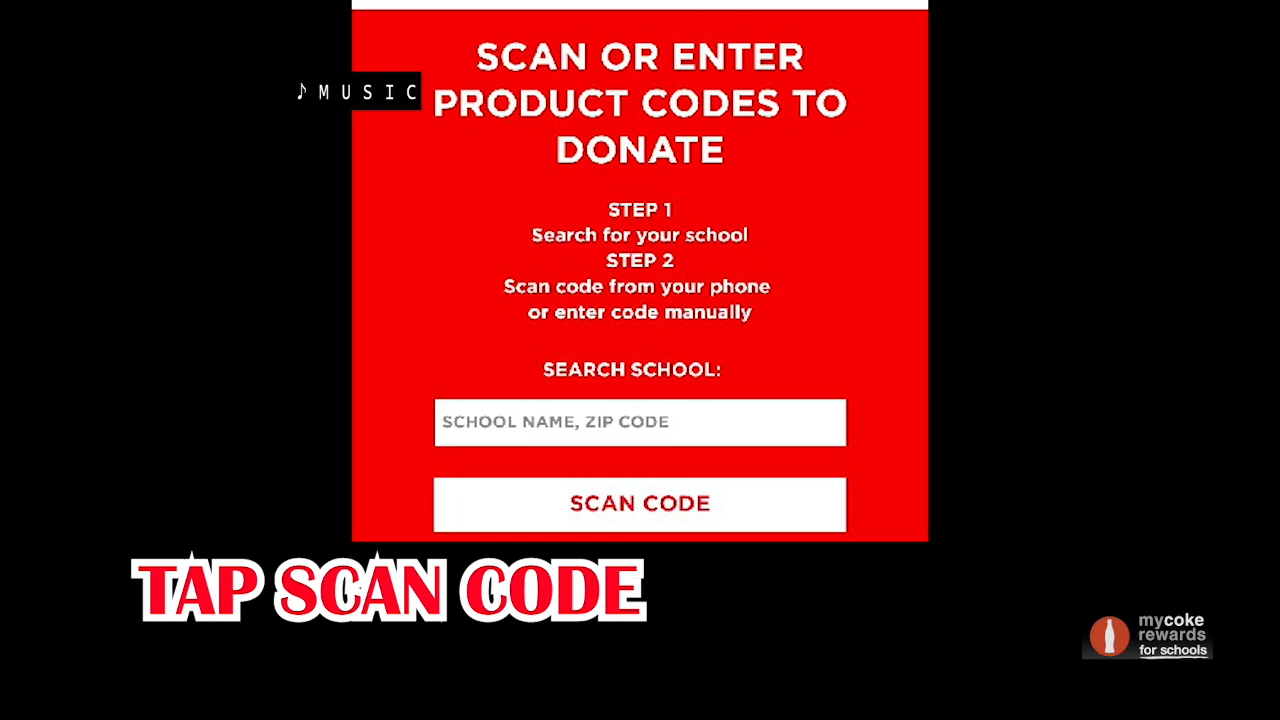 SCAN OR ENTER
♪ MUSIC
PRODUCT CODES TO
DONATE
STEP 1
Search for your school
STEP 2
Scan code from your phone
or enter code manually
SEARCH SCHOOL:
SCHOOL NAME, ZIP CODE
SCAN CODE
TAP SCAN CODE
mycoke
rewards
for schools